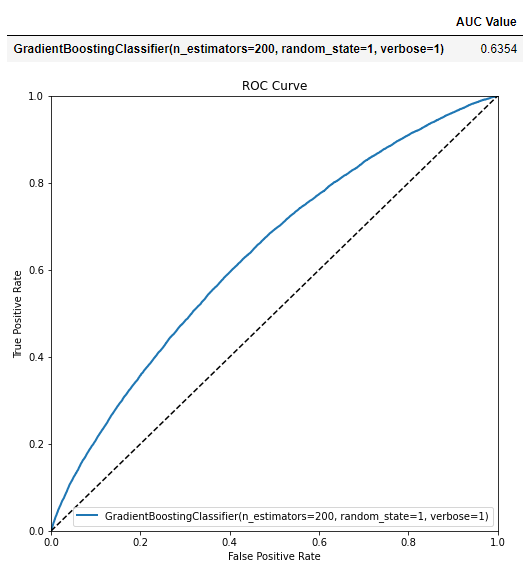 AUC Value
GradientBoostingClassifier(n_estimators=200, random_state=1, verbose=1) 0.6354
ROC Curve
1.0
0.8
0.6
0.4
0.2
0.0
True Positive Rate
GradientBoostingClassifier(n_estimators=200, random_state=1, verbose=1)
0.0 0.2 0.4 0.6 0.8 1.0
False Positive Rate